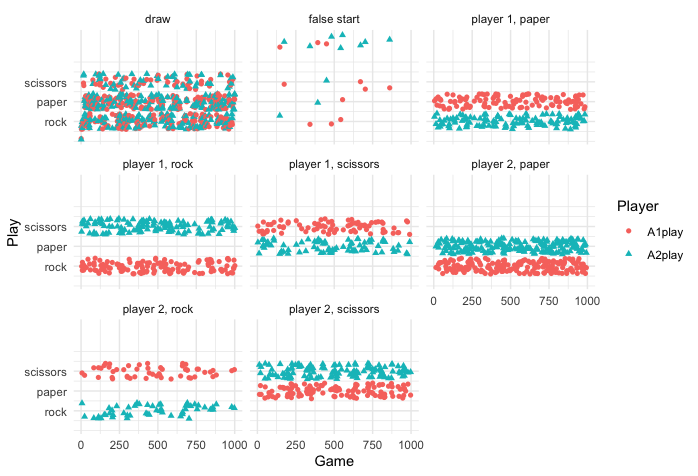 draw
false start
player 1, paper
scissors
paper
rock
player 1, rock
player 1, scissors
player 2, paper
scissors
paper
rock
0 250 500 750 1000
player 2, rock
player 2, scissors
scissors
paper
rock
0 250 500 750 1000
0 250 500 750 1000
Game
Play
Player
A1play
A2play